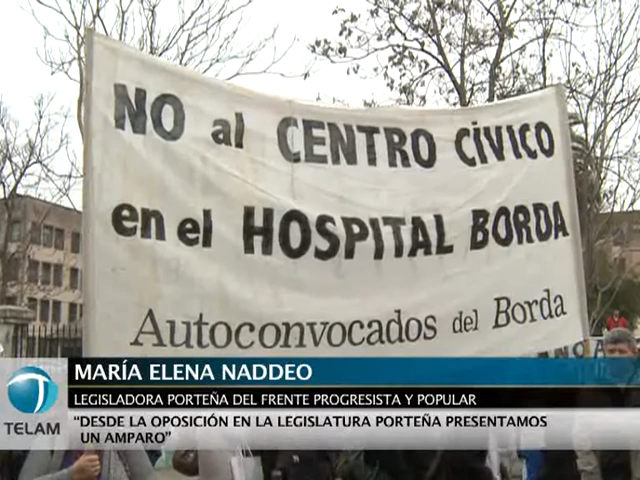 NO al CENTRO CÍVICO
en el HOSPITAL BORDA
Autoconvocados del Borda
MARÍA ELENA NADDEO
LEGISLADORA PORTEÑA DEL FRENTE PROGRESISTA Y POPULAR
TELAM
"DESDE LA OPOSICIÓN EN LA LEGISLATURA PORTEÑA PRESENTAMOS
UN AMPARO"